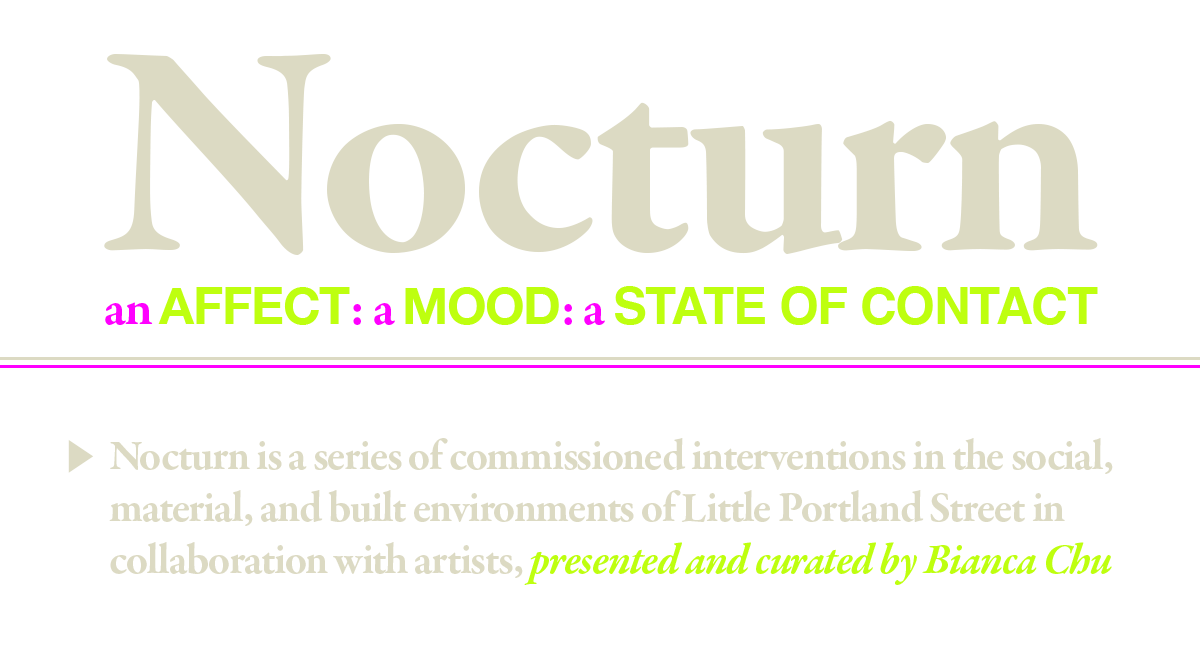 Nocturn
an AFFECT: a MOOD: a STATE OF CONTACT
Nocturn is a series of commissioned interventions in the social,
material, and built environments of Little Portland Street in
collaboration with artists, presented and curated by Bianca Chu